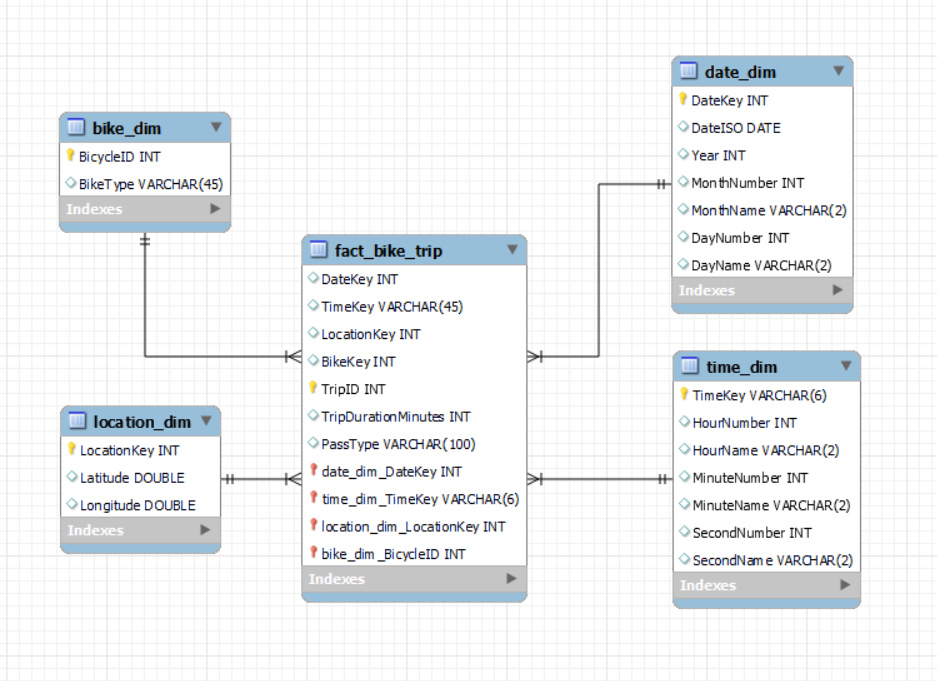 bike_dim
BicycleID INT
BikeType VARCHAR(45)
Indexes
location_dim
LocationKey INT
Latitude DOUBLE
Longitude DOUBLE
Indexes
fact_bike_trip
DateKey INT
TimeKey VARCHAR(45)
LocationKey INT
BikeKey INT
TripID INT
TripDurationMinutes INT
PassType VARCHAR(100)
date_dim_DateKey INT
time_dim_TimeKey VARCHAR(6)
location_dim_LocationKey INT
bike_dim_BicycleID INT
Indexes
date_dim
DateKey INT
DateISO DATE
Year INT
MonthNumber INT
MonthName VARCHAR(2)
DayNumber INT
DayName VARCHAR(2)
Indexes
time_dim
TimeKey VARCHAR(6)
HourNumber INT
HourName VARCHAR(2)
MinuteNumber INT
MinuteName VARCHAR(2)
SecondNumber INT
SecondName VARCHAR(2)
Indexes